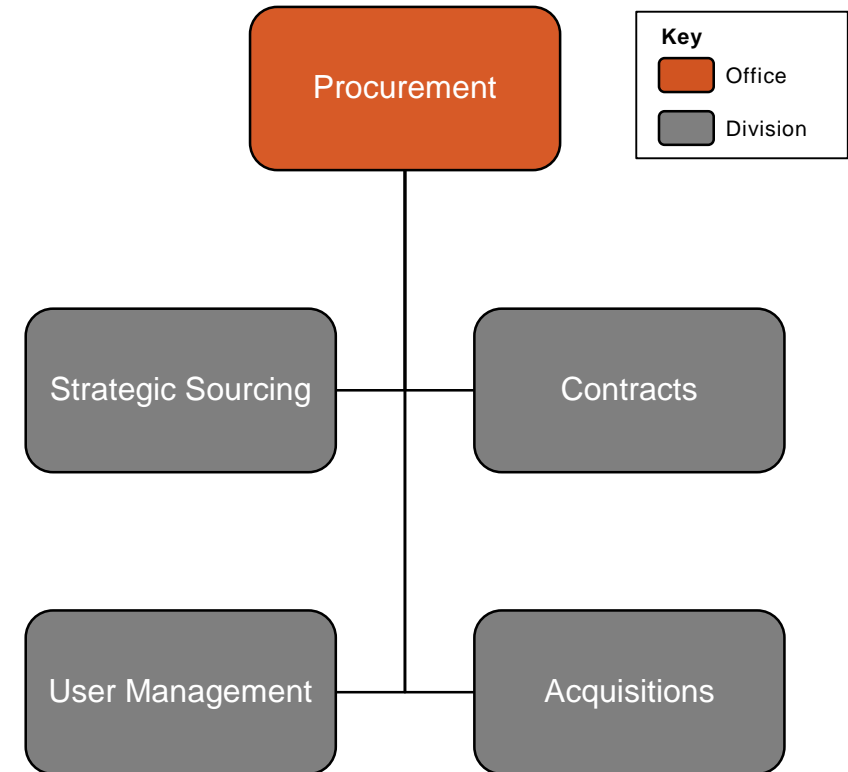 Procurement
Key
Office
Division
Strategic Sourcing
Contracts
User Management
Acquisitions